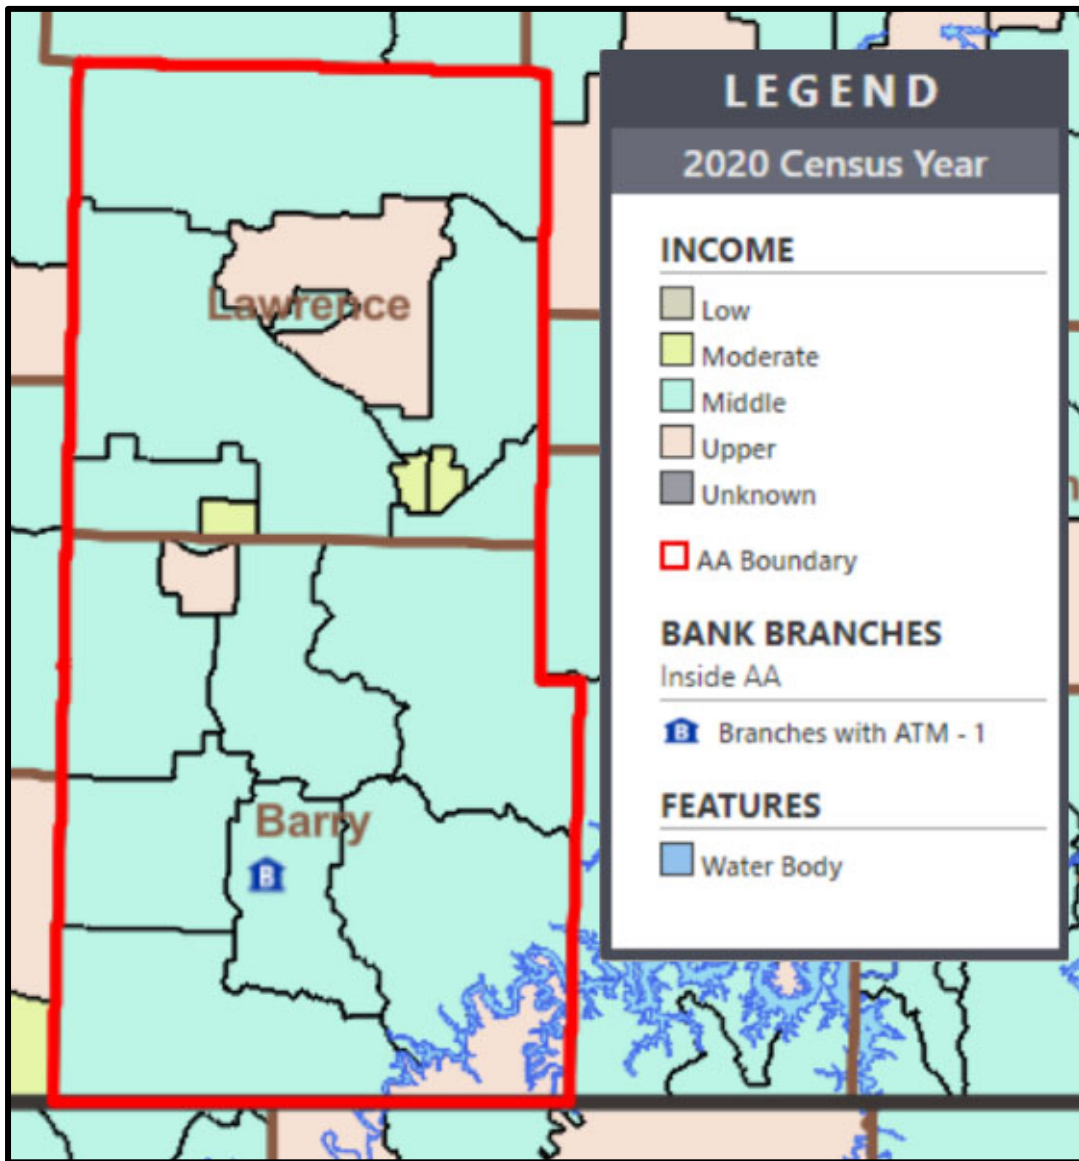 LEGEND
2020 Census Year
INCOME
Low
Moderate
Middle
Upper
Unknown
AA Boundary
BANK BRANCHES
Inside AA
B Branches with ATM - 1
FEATURES
Water Body
Lawrence
Barry
B